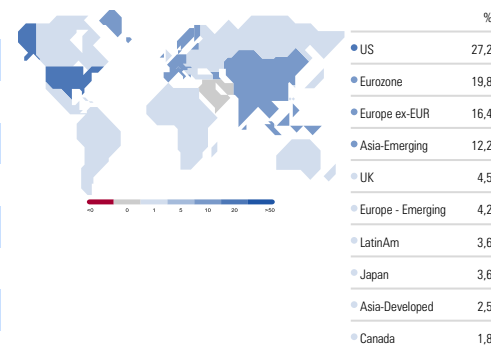 %
US 27,2
Eurozone 19,8
Europe ex-EUR 16,4
Asia-Emerging 12,2
UK 4,5
Europe - Emerging 4,2
LatinAm 3,6
Japan 3,6
Asia-Developed 2,5
Canada 1,8
<0 0 1 5 10 20 >50